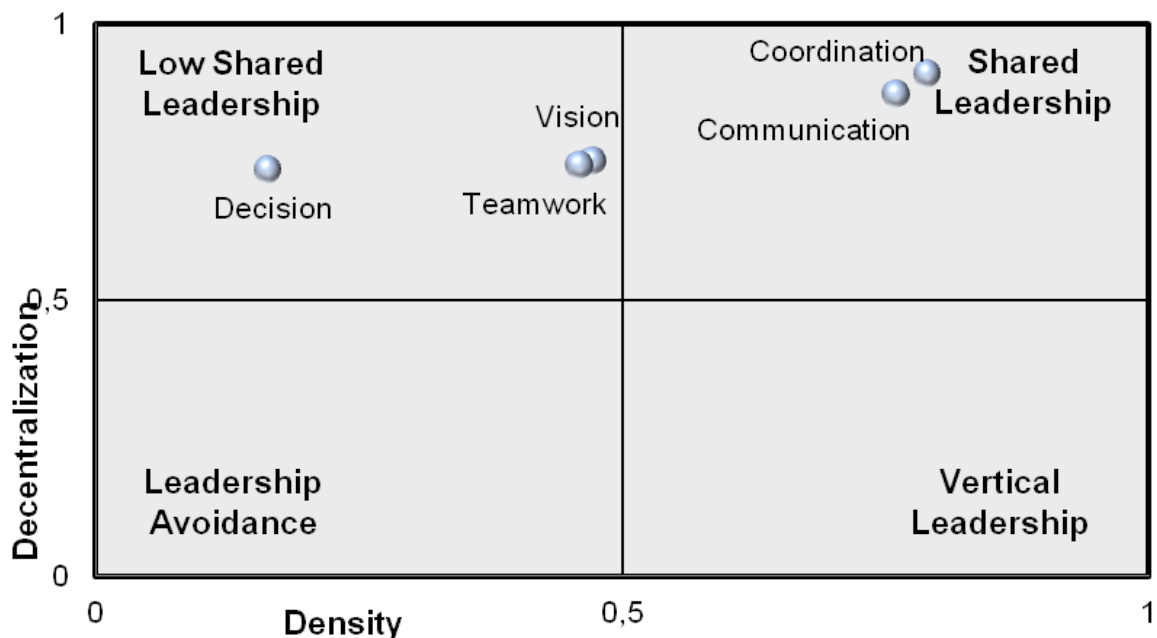 1
Low Shared
Leadership
Coordination
Shared
Leadership
Vision
Communication
Decision
Teamwork
0,5
Decentralization
Leadership
Avoidance
Vertical
Leadership
0
0
0,5
1
Density